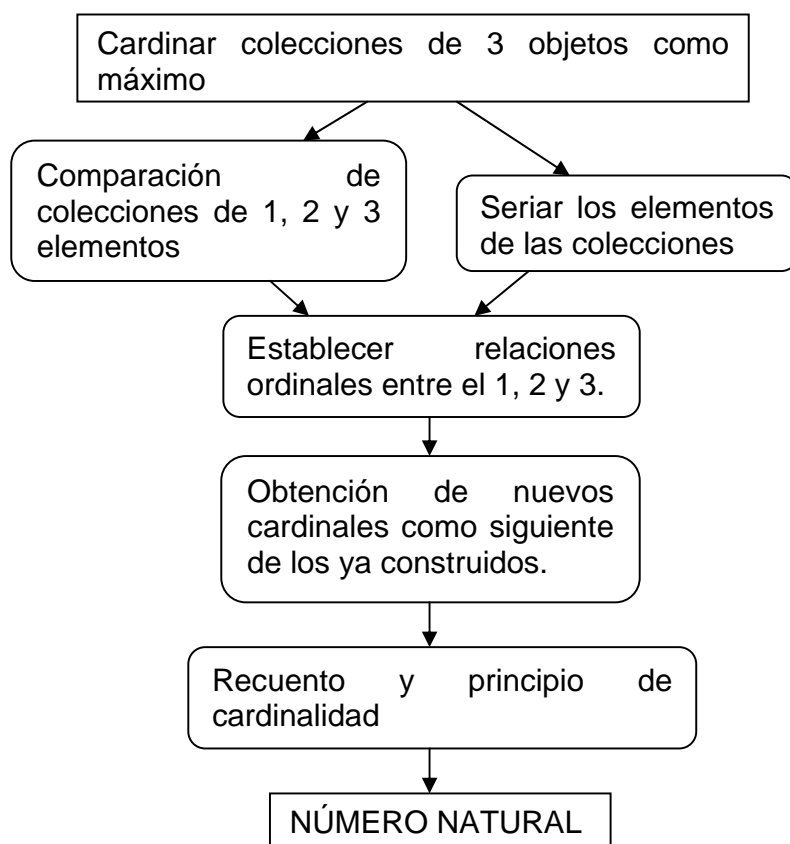 Cardinar colecciones de 3 objetos como
máximo
Comparación de
colecciones de 1, 2 y 3
elementos
Seriar los elementos
de las colecciones
Establecer relaciones
ordinales entre el 1, 2 y 3.
Obtención de nuevos
cardinales como siguiente
de los ya construidos.
Recuento y principio de
cardinalidad
NÚMERO NATURAL